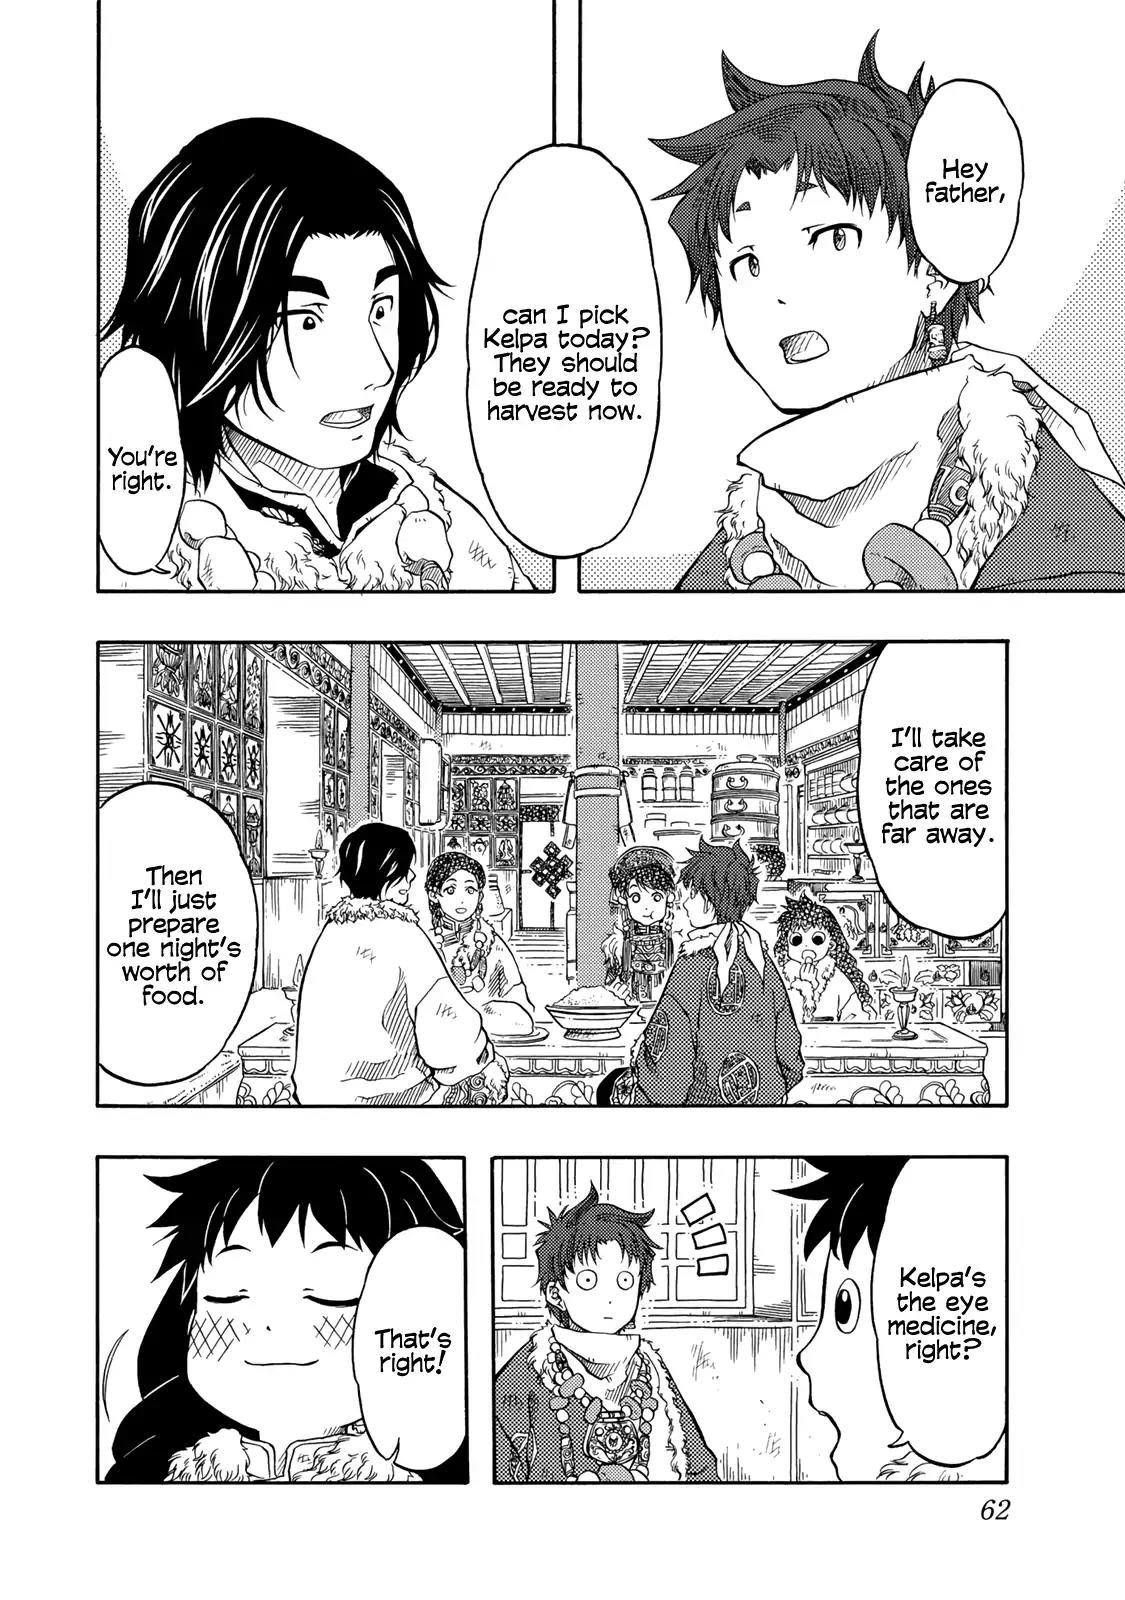 Hey
father,
can I pick
Kelpa today?
They should
be ready to
harvest now.
You're
right.
I'll take
care of
the ones
that are
far away.
Then
I'll just
prepare
one night's
worth of
food.
Kelpa's
the eye
medicine,
right?
That's
right!
62